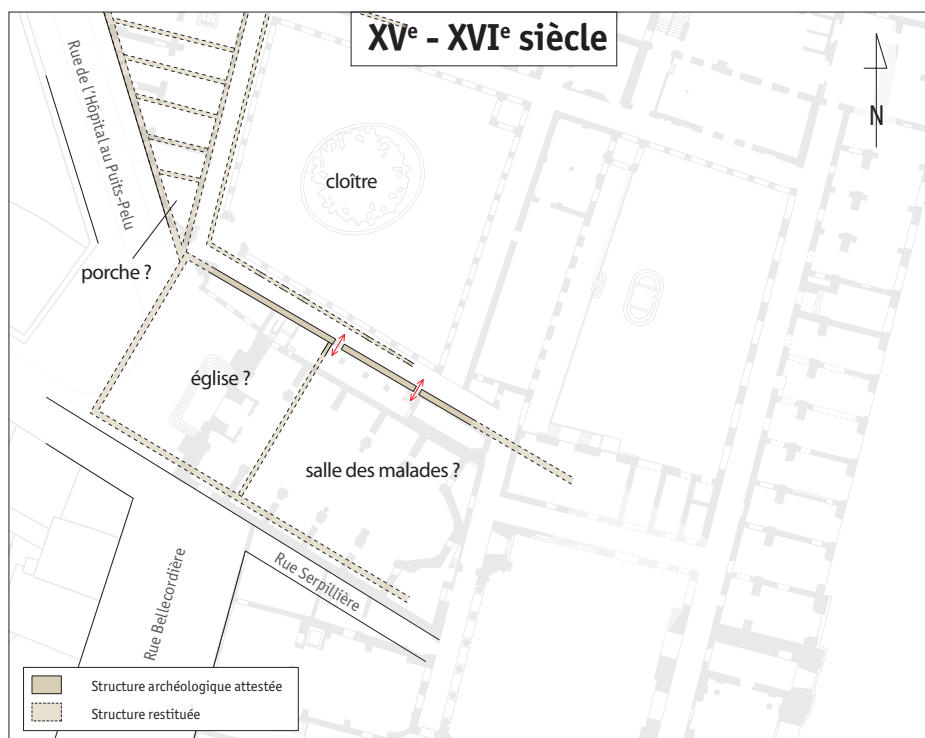 XVe - XVIe siècle
N
Rue de l'Hôpital au Puits-Pelu
cloître
porche ?
église ?
salle des malades ?
Rue Serpillière
Rue Bellecordière
Structure archéologique attestée
Structure restituée